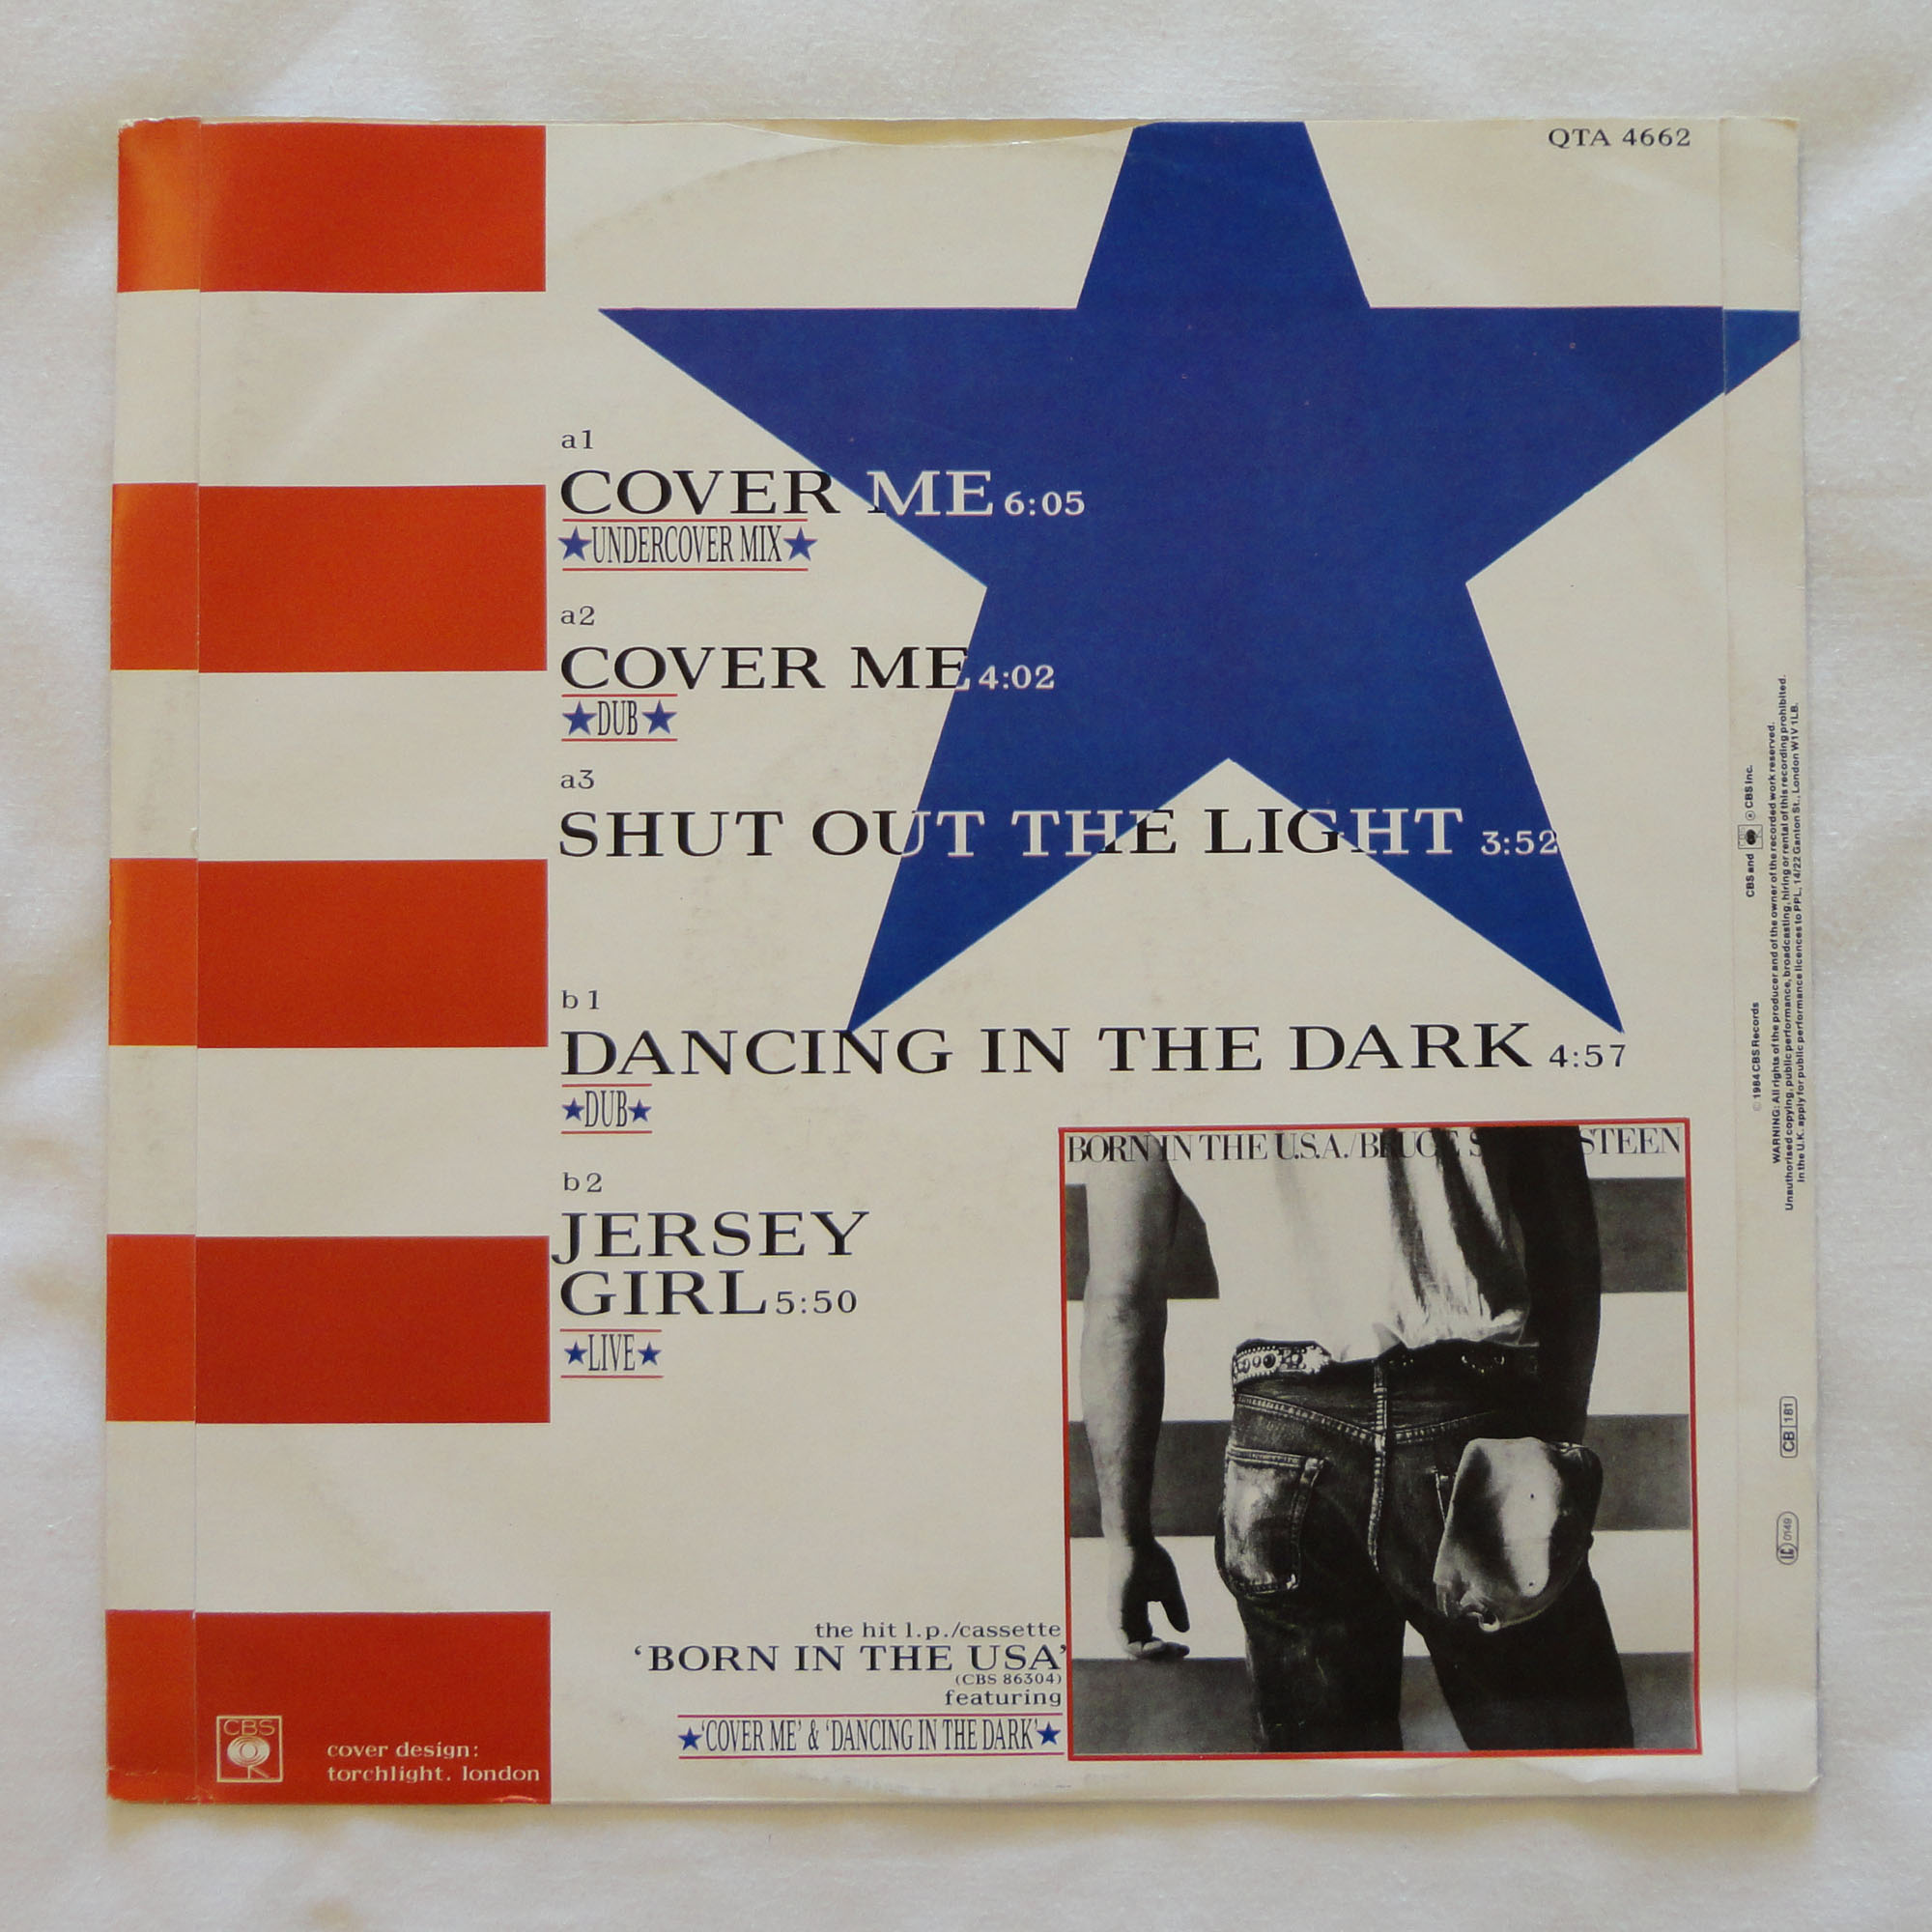 QTA 4662
a1
COVER ME 6:05
★UNDERCOVER MIX★
a2
COVER ME 4:02
★DUB★
a3
SHUT OUT THE LIGHT 3:52
b1
DANCING IN THE DARK 4:57
★DUB★
b2
JERSEY
GIRL 5:50
★LIVE★
BORN IN THE U.S.A./BRUCE S STEEN
the hit l.p./cassette
'BORN IN THE USA'
(CBS 86304)
featuring
★'COVER ME' & 'DANCING IN THE DARK'★
CBS
cover design:
torchlight. london
© 1984 CBS Records
CBS and ® CBS Inc.
WARNING: All rights of the producer and of the owner of the recorded work reserved.
Unauthorised copying, public performance, broadcasting, hiring or rental of this recording prohibited.
In the U.K. apply for public performance licences to PPL, 14/22 Ganton St., London W1V 1LB.
CB 181
LC 0149